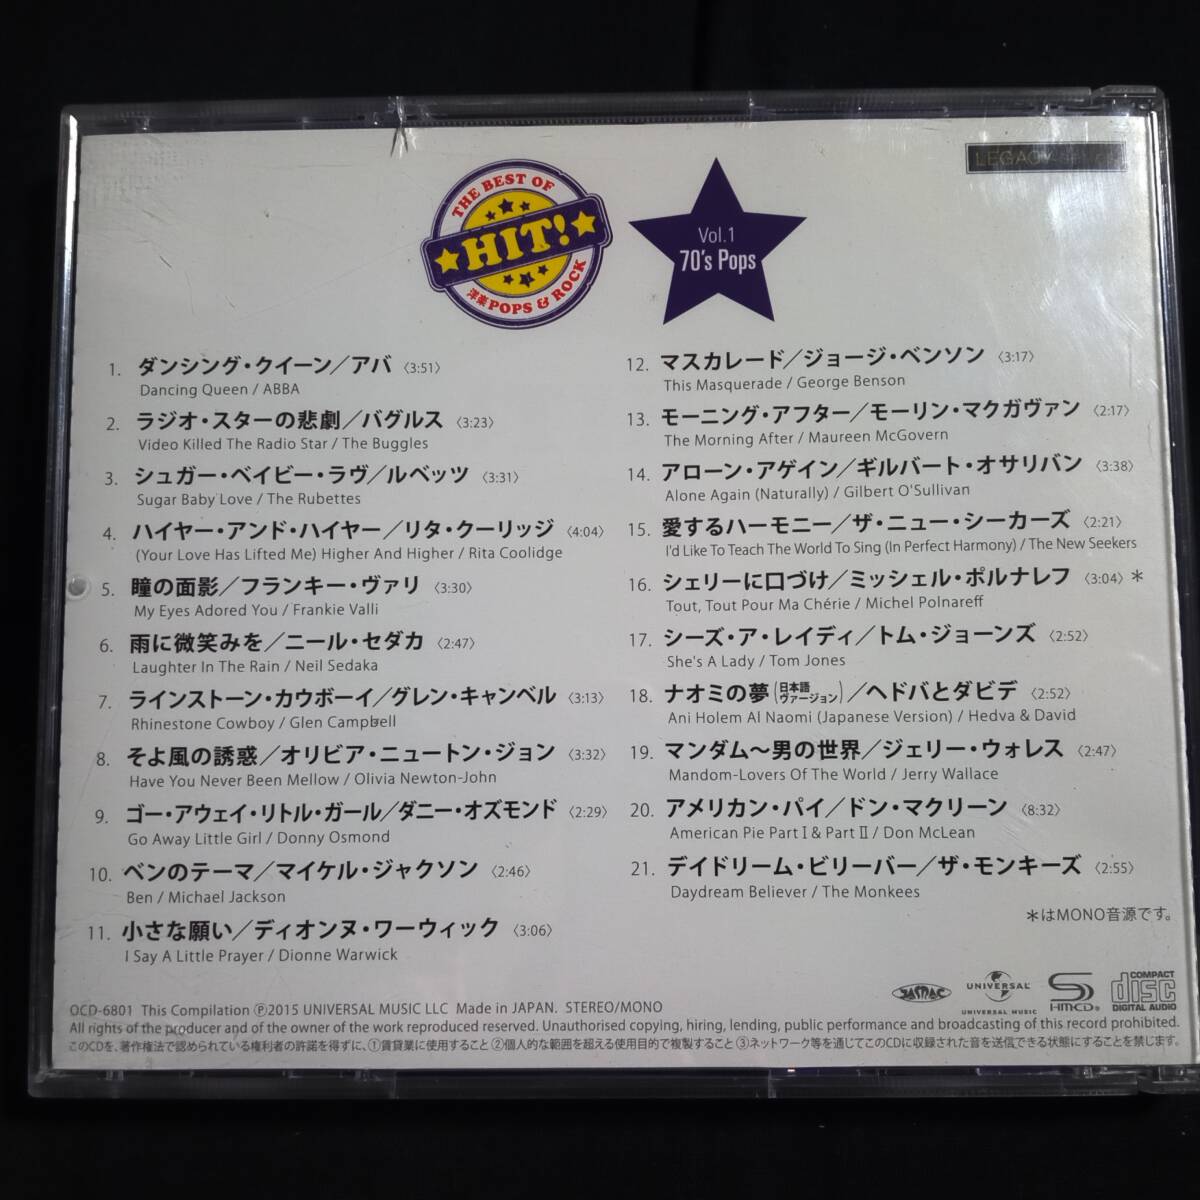 LEGACY
THE BEST OF
HIT!
洋楽POPS & ROCK
Vol.1
70's Pops
1. ダンシング・クイーン／アバ 〈3:51〉
Dancing Queen / ABBA
2. ラジオ・スターの悲劇／バグルス 〈3:23〉
Video Killed The Radio Star / The Buggles
3. シュガー・ベイビー・ラヴ／ルベッツ 〈3:31〉
Sugar Baby Love / The Rubettes
4. ハイヤー・アンド・ハイヤー／リタ・クーリッジ 〈4:04〉
(Your Love Has Lifted Me) Higher And Higher / Rita Coolidge
5. 瞳の面影／フランキー・ヴァリ 〈3:30〉
My Eyes Adored You / Frankie Valli
6. 雨に微笑みを／ニール・セダカ 〈2:47〉
Laughter In The Rain / Neil Sedaka
7. ラインストーン・カウボーイ／グレン・キャンベル 〈3:13〉
Rhinestone Cowboy / Glen Campbell
8. そよ風の誘惑／オリビア・ニュートン・ジョン 〈3:32〉
Have You Never Been Mellow / Olivia Newton-John
9. ゴー・アウェイ・リトル・ガール／ダニー・オズモンド 〈2:29〉
Go Away Little Girl / Donny Osmond
10. ベンのテーマ／マイケル・ジャクソン 〈2:46〉
Ben / Michael Jackson
11. 小さな願い／ディオンヌ・ワーウィック 〈3:06〉
I Say A Little Prayer / Dionne Warwick
12. マスカレード／ジョージ・ベンソン 〈3:17〉
This Masquerade / George Benson
13. モーニング・アフター／モーリン・マクガヴァン 〈2:17〉
The Morning After / Maureen McGovern
14. アローン・アゲイン／ギルバート・オサリバン 〈3:38〉
Alone Again (Naturally) / Gilbert O'Sullivan
15. 愛するハーモニー／ザ・ニュー・シーカーズ 〈2:21〉
I'd Like To Teach The World To Sing (In Perfect Harmony) / The New Seekers
16. シェリーに口づけ／ミッシェル・ポルナレフ 〈3:04〉＊
Tout, Tout Pour Ma Chérie / Michel Polnareff
17. シーズ・ア・レイディ／トム・ジョーンズ 〈2:52〉
She's A Lady / Tom Jones
18. ナオミの夢(日本語ヴァージョン)／ヘドバとダビデ 〈2:52〉
Ani Holem Al Naomi (Japanese Version) / Hedva & David
19. マンダム〜男の世界／ジェリー・ウォレス 〈2:47〉
Mandom-Lovers Of The World / Jerry Wallace
20. アメリカン・パイ／ドン・マクリーン 〈8:32〉
American Pie Part Ⅰ & Part Ⅱ / Don McLean
21. デイドリーム・ビリーバー／ザ・モンキーズ 〈2:55〉
Daydream Believer / The Monkees
＊はMONO音源です。
JASRAC
UNIVERSAL
UNIVERSAL MUSIC
SHM-CD
COMPACT
disc
DIGITAL AUDIO
OCD-6801 This Compilation ℗2015 UNIVERSAL MUSIC LLC Made in JAPAN. STEREO/MONO
All rights of the producer and of the owner of the work reproduced reserved. Unauthorised copying, hiring, lending, public performance and broadcasting of this record prohibited.
このCDを、著作権法で認められている権利者の許諾を得ずに、①賃貸業に使用すること ②個人的な範囲を超える使用目的で複製すること ③ネットワーク等を通じてこのCDに収録された音を送信できる状態にすることを禁じます。